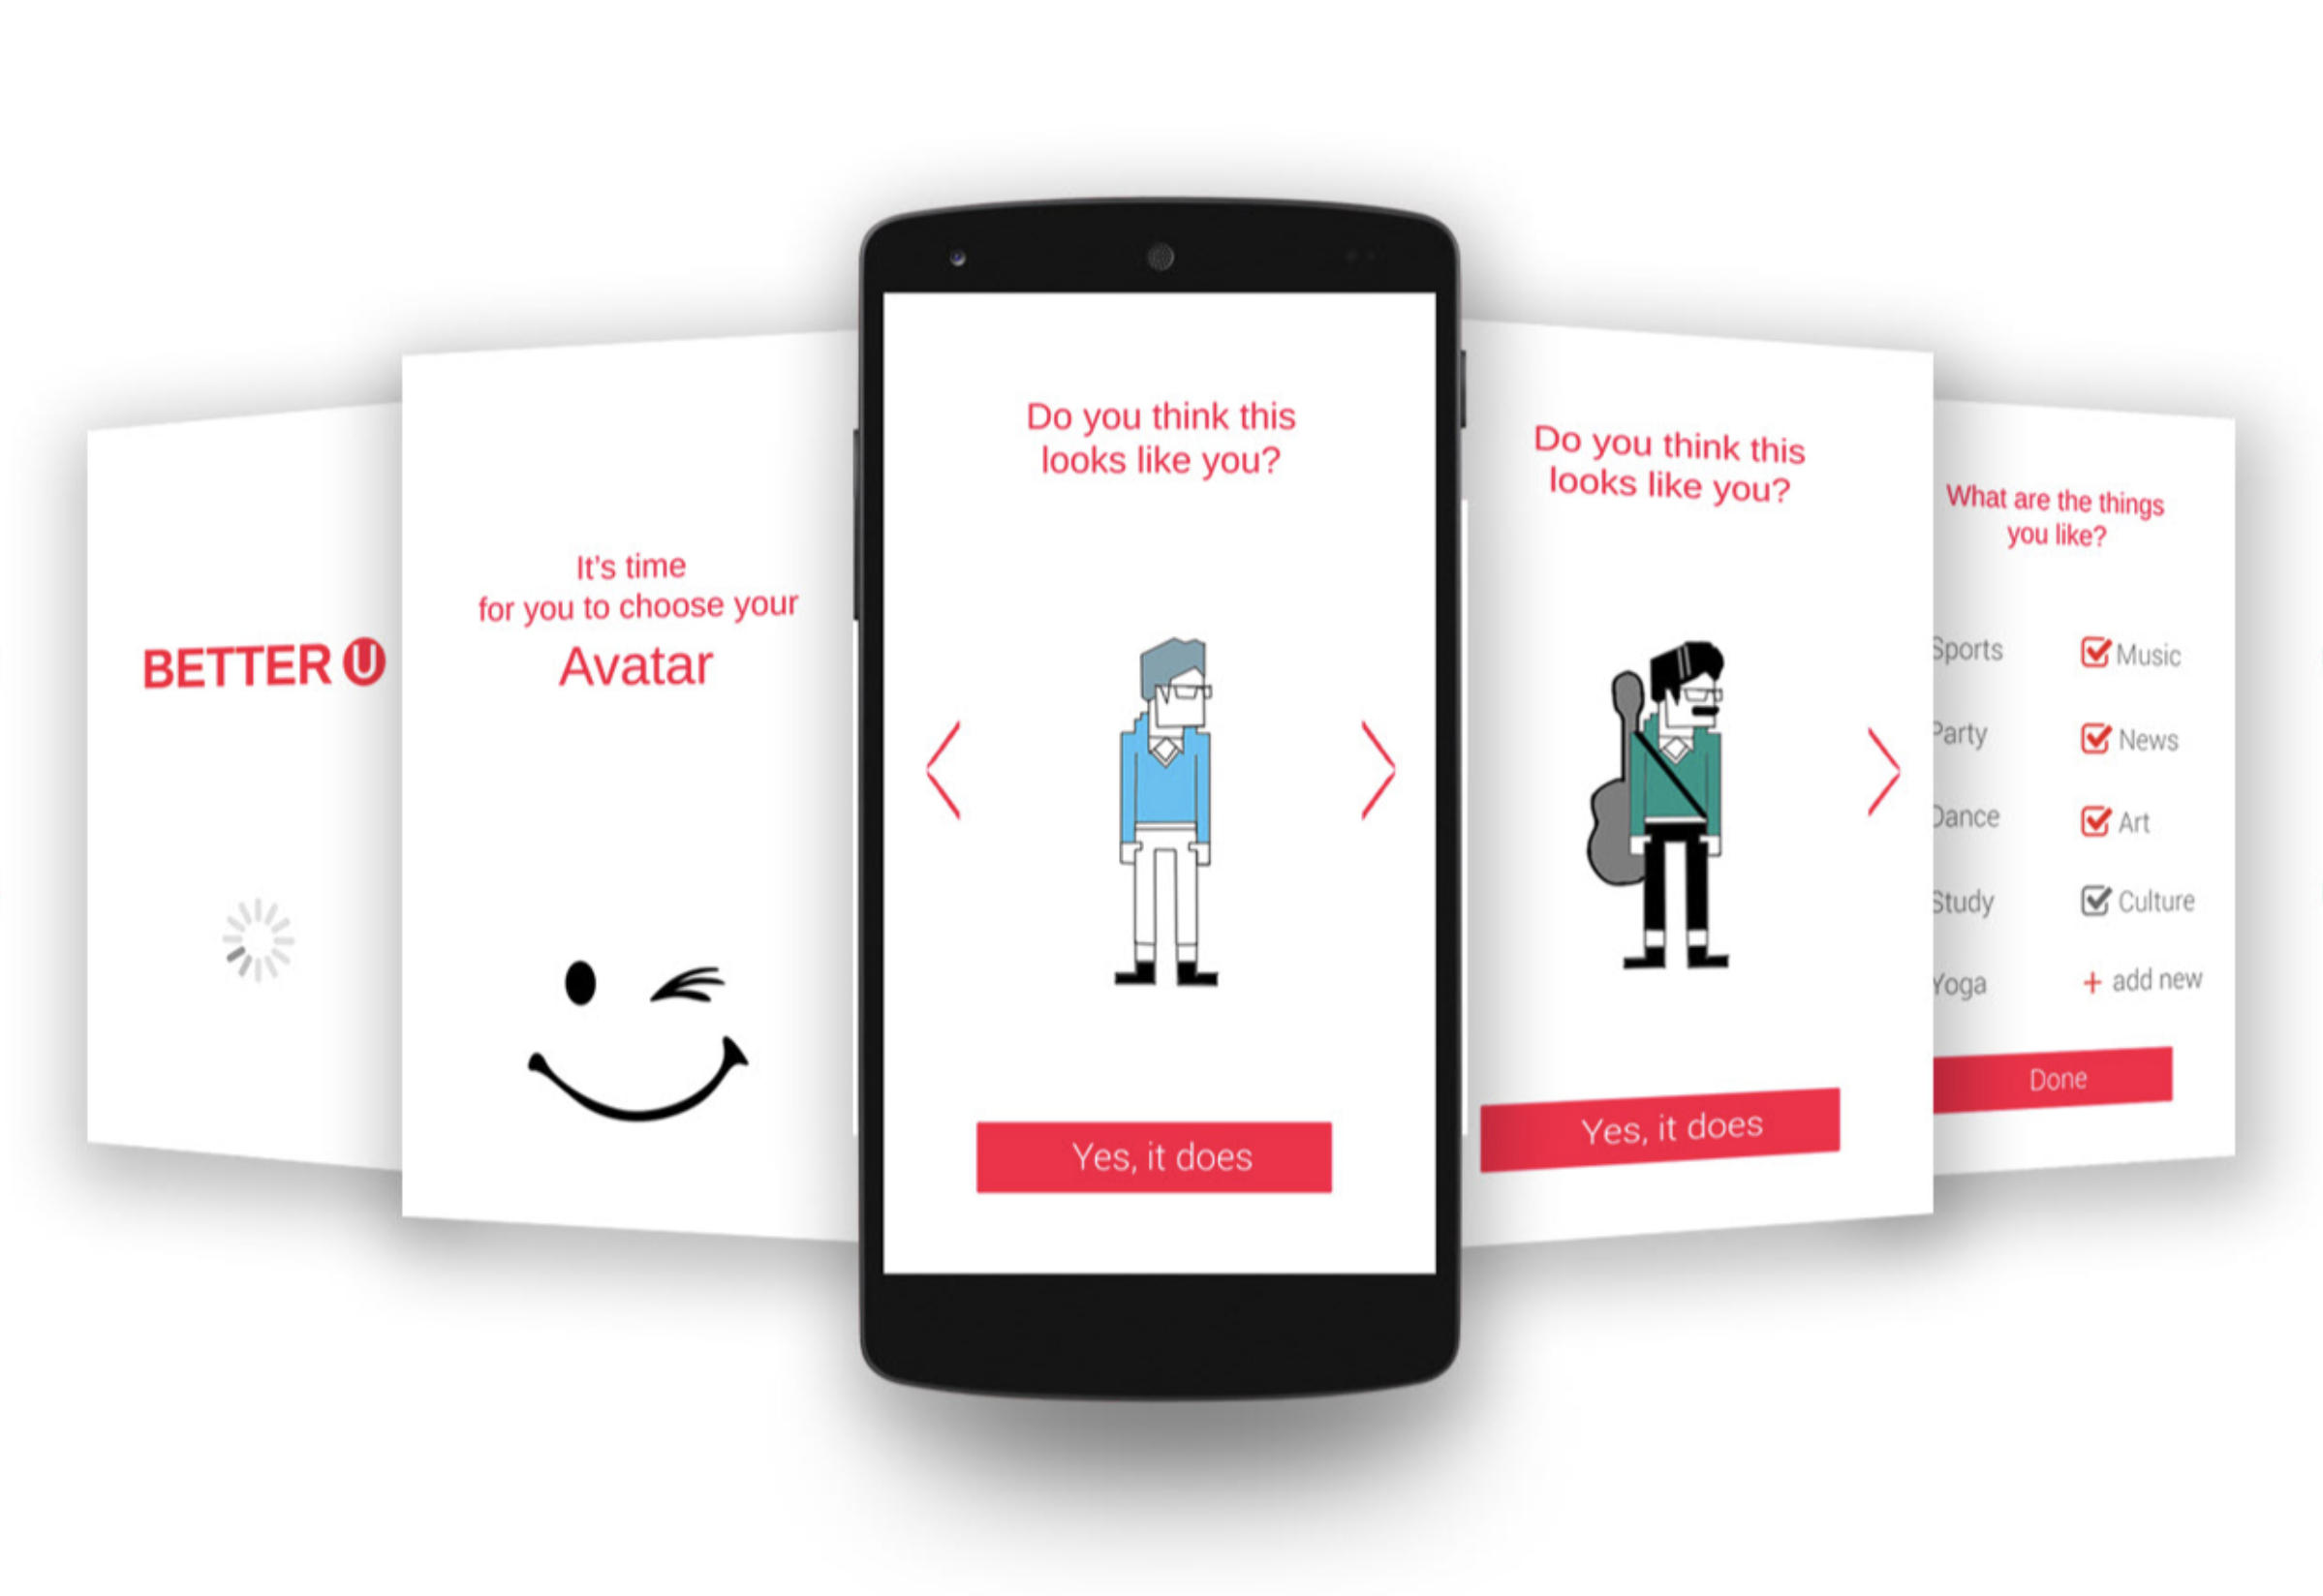 BETTER U
It's time
for you to choose your
Avatar
Do you think this
looks like you?
Yes, it does
Do you think this
looks like you?
Yes, it does
What are the things
you like?
Sports
Music
Party
News
Dance
Art
Study
Culture
Yoga
+ add new
Done